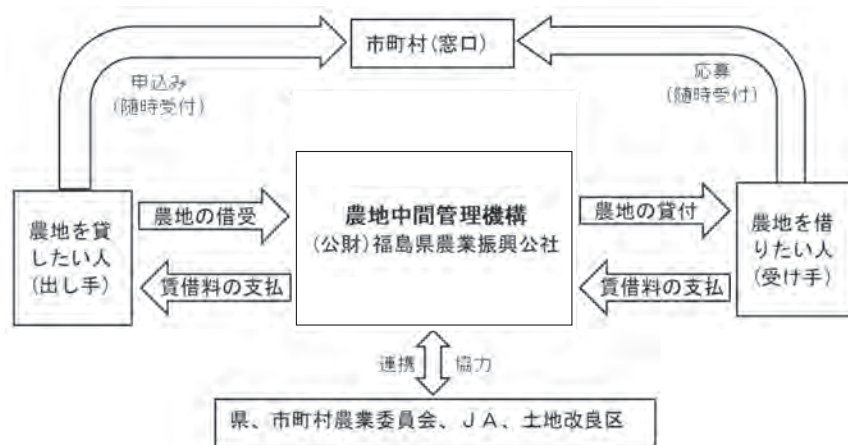 市町村(窓口)
申込み
(随時受付)
応募
(随時受付)
農地を貸
したい人
(出し手)
農地の借受
賃借料の支払
農地中間管理機構
(公財)福島県農業振興公社
農地の貸付
賃借料の支払
農地を借
りたい人
(受け手)
連携 協力
県、市町村農業委員会、JA、土地改良区